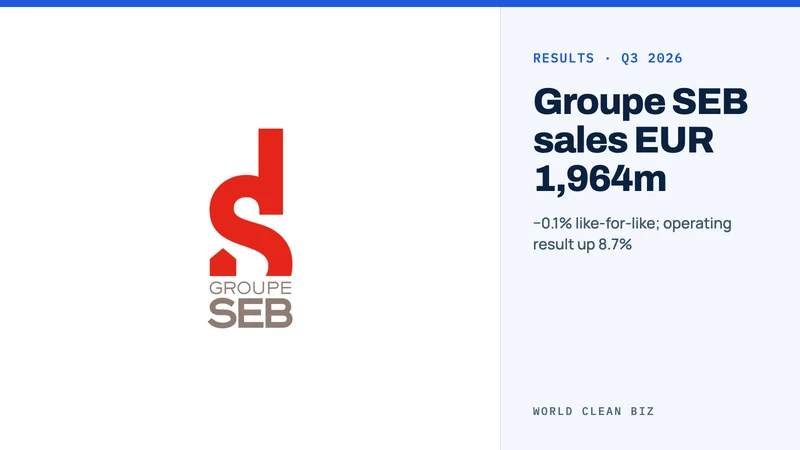 GROUPE
SEB
RESULTS · Q3 2026
Groupe SEB
sales EUR
1,964m
−0.1% like-for-like; operating
result up 8.7%
WORLD CLEAN BIZ